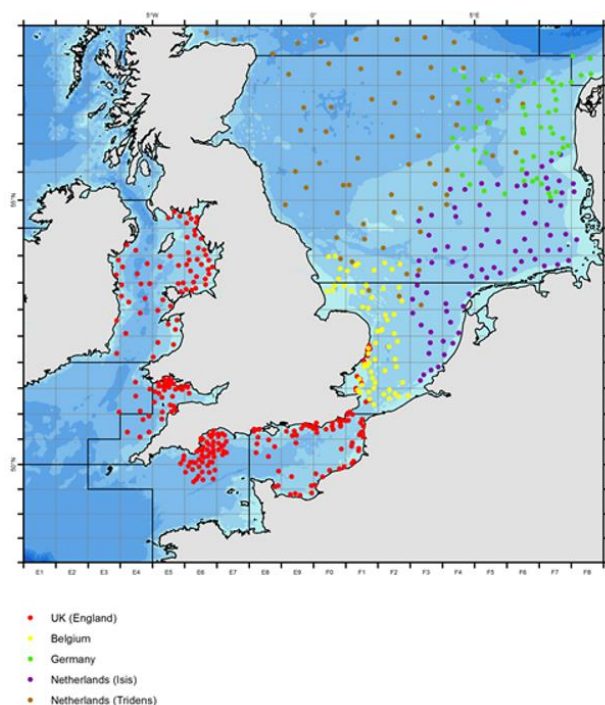 5°W 0° 5°E
55°N
50°N
E1 E2 E3 E4 E5 E6 E7 E8 E9 F0 F1 F2 F3 F4 F5 F6 F7 F8
UK (England)
Belgium
Germany
Netherlands (Isis)
Netherlands (Tridens)